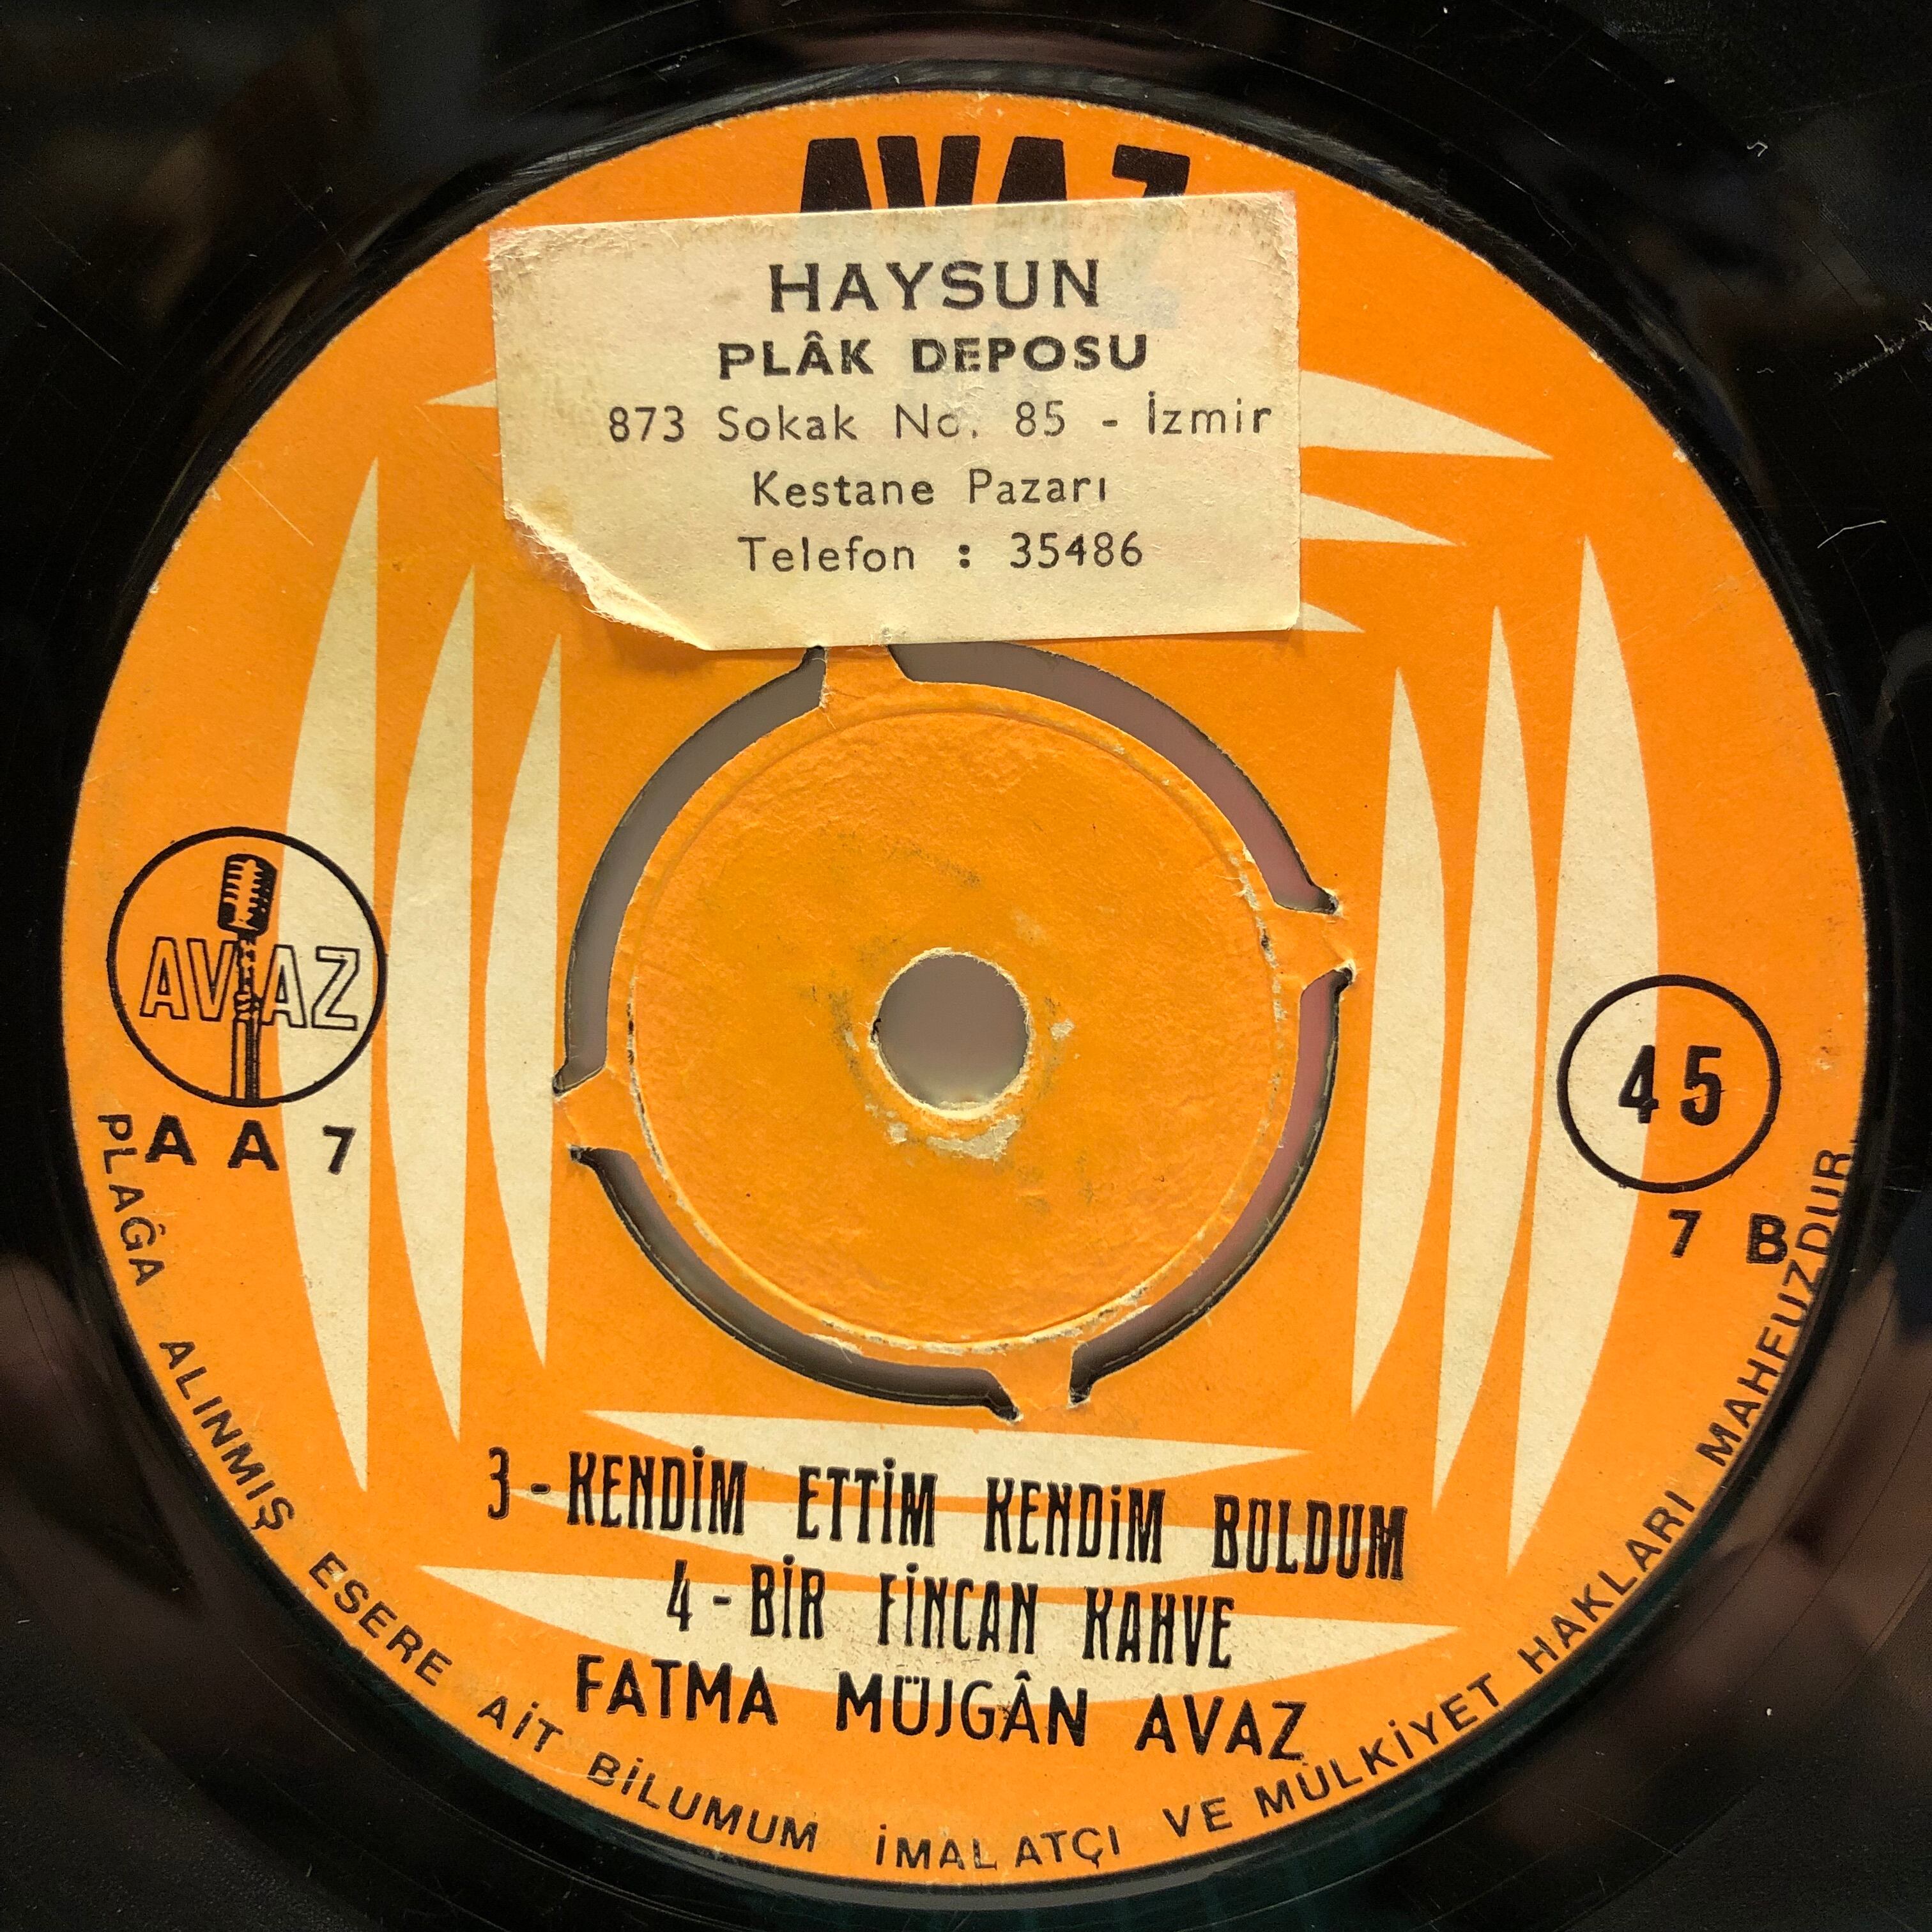 AVAZ
HAYSUN
PLÂK DEPOSU
873 Sokak No. 85 - İzmir
Kestane Pazarı
Telefon : 35486
AVAZ
A A 7
45
7 B
3 - KENDİM ETTİM KENDİM BULDUM
4 - BİR FİNCAN KAHVE
FATMA MÜJGÂN AVAZ
PLAĞA ALINMIŞ ESERE AİT BİLUMUM İMALATÇI VE MÜLKİYET HAKLARI MAHFUZDUR.